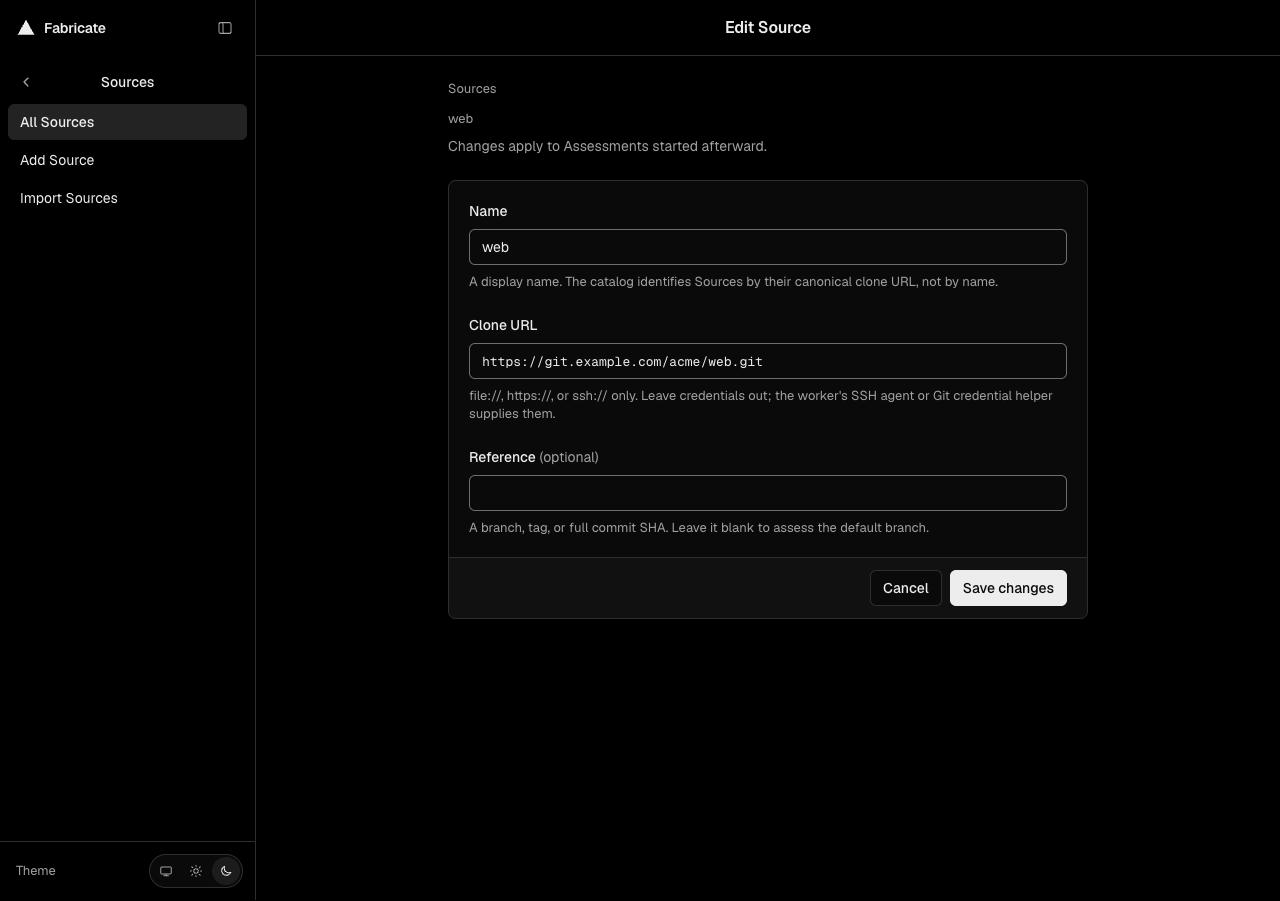 Fabricate
Edit Source
Sources
All Sources
Add Source
Import Sources
Sources
web
Changes apply to Assessments started afterward.
Name
web
A display name. The catalog identifies Sources by their canonical clone URL, not by name.
Clone URL
https://git.example.com/acme/web.git
file://, https://, or ssh:// only. Leave credentials out; the worker's SSH agent or Git credential helper
supplies them.
Reference (optional)
A branch, tag, or full commit SHA. Leave it blank to assess the default branch.
Cancel
Save changes
Theme